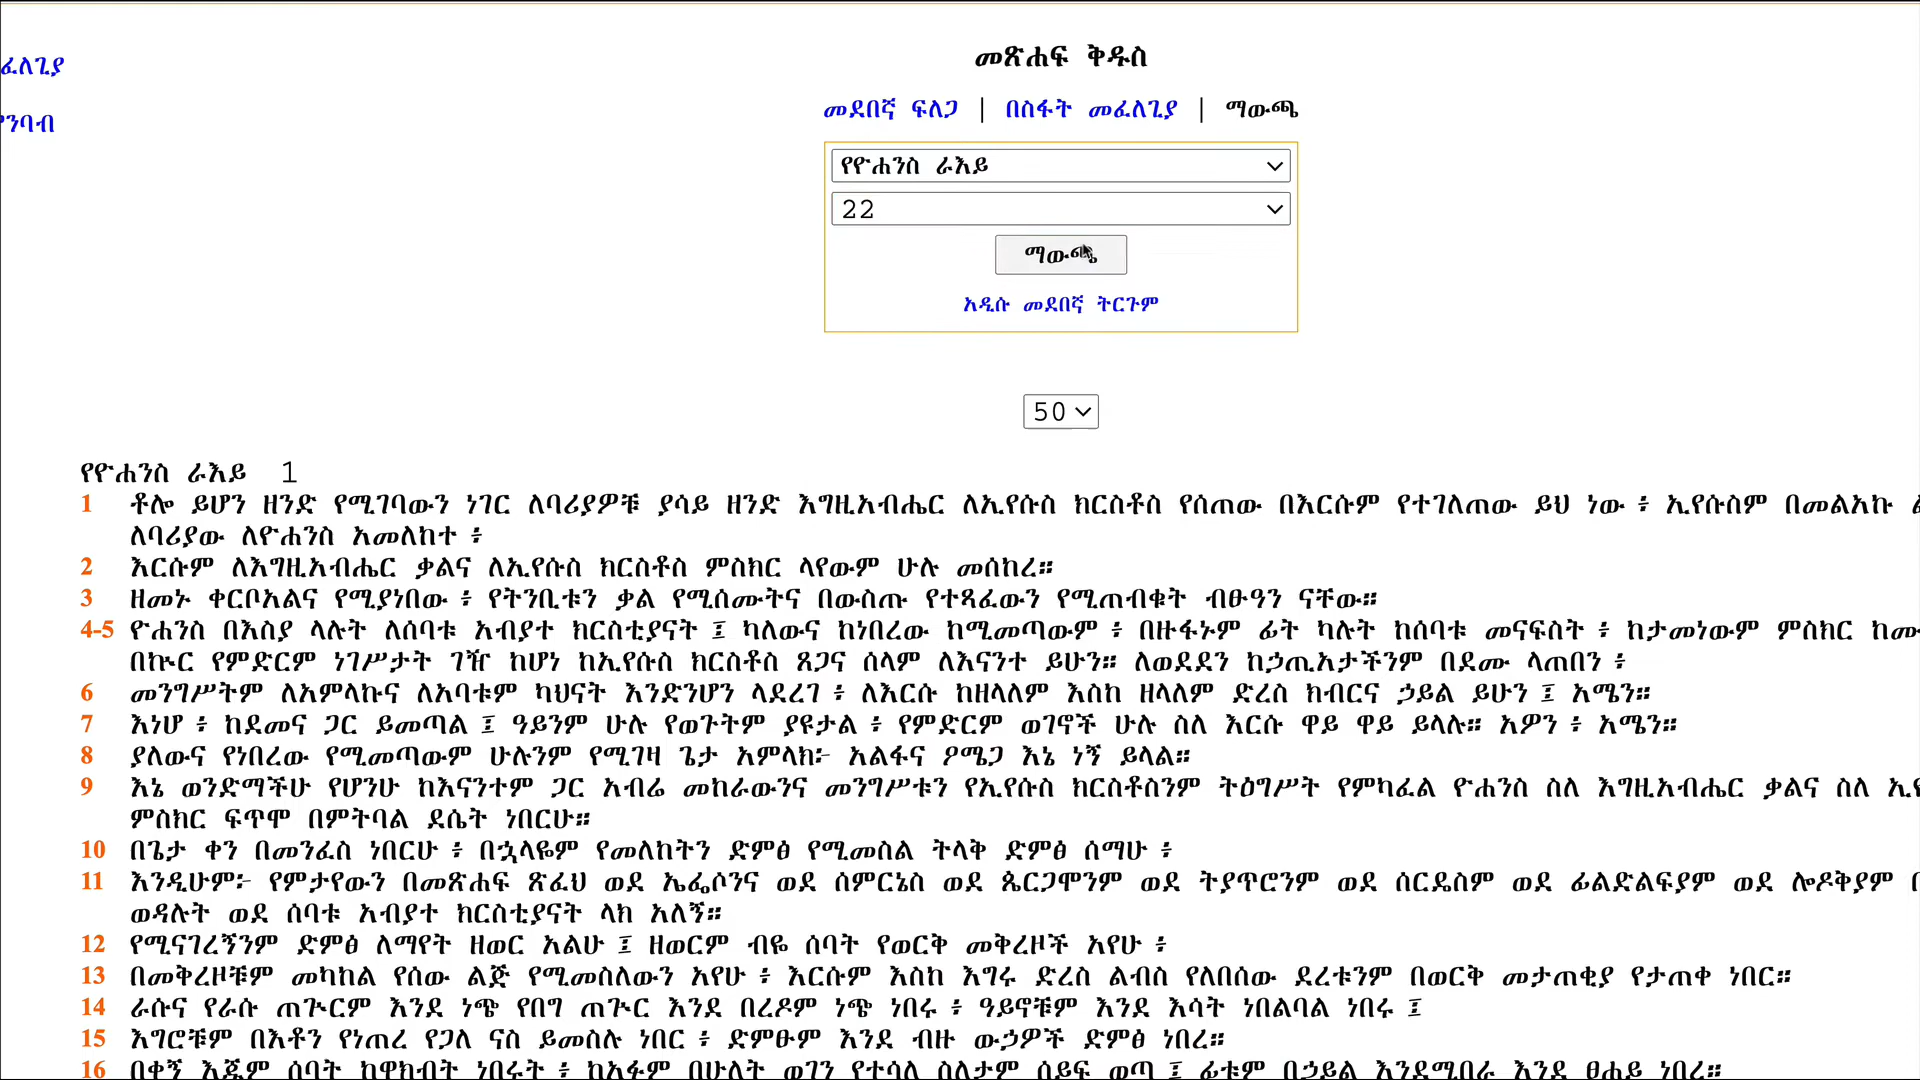 መጽሐፍ ቅዱስ
ፈለጊያ
መደበኛ ፍለጋ | በስፋት መፈለጊያ | ማውጫ
ንባብ
የዮሐንስ ራእይ
22
ማውጫ
አዲሱ መደበኛ ትርጉም
50
የዮሐንስ ራእይ 1
1 ቶሎ ይሆን ዘንድ የሚገባውን ነገር ለባሪያዎቹ ያሳይ ዘንድ እግዚአብሔር ለኢየሱስ ክርስቶስ የሰጠው በእርሱም የተገለጠው ይህ ነው ፥ ኢየሱስም በመልአኩ
ለባሪያው ለዮሐንስ አመለከተ ፥
2 እርሱም ለእግዚአብሔር ቃልና ለኢየሱስ ክርስቶስ ምስክር ላየውም ሁሉ መሰከረ።
3 ዘመኑ ቀርቦአልና የሚያነበው ፥ የትንቢቱን ቃል የሚሰሙትና በውስጡ የተጻፈውን የሚጠብቁት ብፁዓን ናቸው።
4-5 ዮሐንስ በእስያ ላሉት ለሰባቱ አብያተ ክርስቲያናት ፤ ካለውና ከነበረው ከሚመጣውም ፥ በዙፋኑም ፊት ካሉት ከሰባቱ መናፍስት ፥ ከታመነውም ምስክር
በኵር የምድርም ነገሥታት ገዥ ከሆነ ከኢየሱስ ክርስቶስ ጸጋና ሰላም ለእናንተ ይሁን። ለወደደን ከኃጢአታችንም በደሙ ላጠበን ፥
6 መንግሥትም ለአምላኩና ለአባቱም ካህናት እንድንሆን ላደረገ ፥ ለእርሱ ከዘላለም እስከ ዘላለም ድረስ ክብርና ኃይል ይሁን ፤ አሜን።
7 እነሆ ፥ ከደመና ጋር ይመጣል ፤ ዓይንም ሁሉ የወጉትም ያዩታል ፥ የምድርም ወገኖች ሁሉ ስለ እርሱ ዋይ ዋይ ይላሉ። አዎን ፥ አሜን።
8 ያለውና የነበረው የሚመጣውም ሁሉንም የሚገዛ ጌታ አምላክ፦ አልፋና ዖሜጋ እኔ ነኝ ይላል።
9 እኔ ወንድማችሁ የሆንሁ ከእናንተም ጋር አብሬ መከራውንና መንግሥቱን የኢየሱስ ክርስቶስንም ትዕግሥት የምካፈል ዮሐንስ ስለ እግዚአብሔር ቃልና ስለ
ምስክር ፍጥሞ በምትባል ደሴት ነበርሁ።
10 በጌታ ቀን በመንፈስ ነበርሁ ፥ በኋላዬም የመለከትን ድምፅ የሚመስል ትላቅ ድምፅ ሰማሁ ፥
11 እንዲሁም፦ የምታየውን በመጽሐፍ ጽፈህ ወደ ኤፌሶንና ወደ ሰምርኔስ ወደ ጴርጋሞንም ወደ ትያጥሮንም ወደ ሰርዴስም ወደ ፊልድልፍያም ወደ ሎዶቅያም
ወዳሉት ወደ ሰባቱ አብያተ ክርስቲያናት ላክ አለኝ።
12 የሚናገረኝንም ድምፅ ለማየት ዘወር አልሁ ፤ ዘወርም ብዬ ሰባት የወርቅ መቅረዞች አየሁ ፥
13 በመቅረዞቹም መካከል የሰው ልጅ የሚመስለውን አየሁ ፥ እርሱም እስከ እግሩ ድረስ ልብስ የለበሰው ደረቱንም በወርቅ መታጠቂያ የታጠቀ ነበር።
14 ራሱና የራሱ ጠጕርም እንደ ነጭ የበግ ጠጕር እንደ በረዶም ነጭ ነበሩ ፥ ዓይኖቹም እንደ እሳት ነበልባል ነበሩ ፤
15 እግሮቹም በእቶን የነጠረ የጋለ ናስ ይመስሉ ነበር ፥ ድምፁም እንደ ብዙ ውኃዎች ድምፅ ነበረ።
16 በቀኝ እጁም ሰባት ከዋክብት ነበሩት ፥ ከአፉም በሁለት ወገን የተሳለ ስለታም ሰይፍ ወጣ ፤ ፊቱም በኃይል እንደሚበራ እንደ ፀሐይ ነበረ።